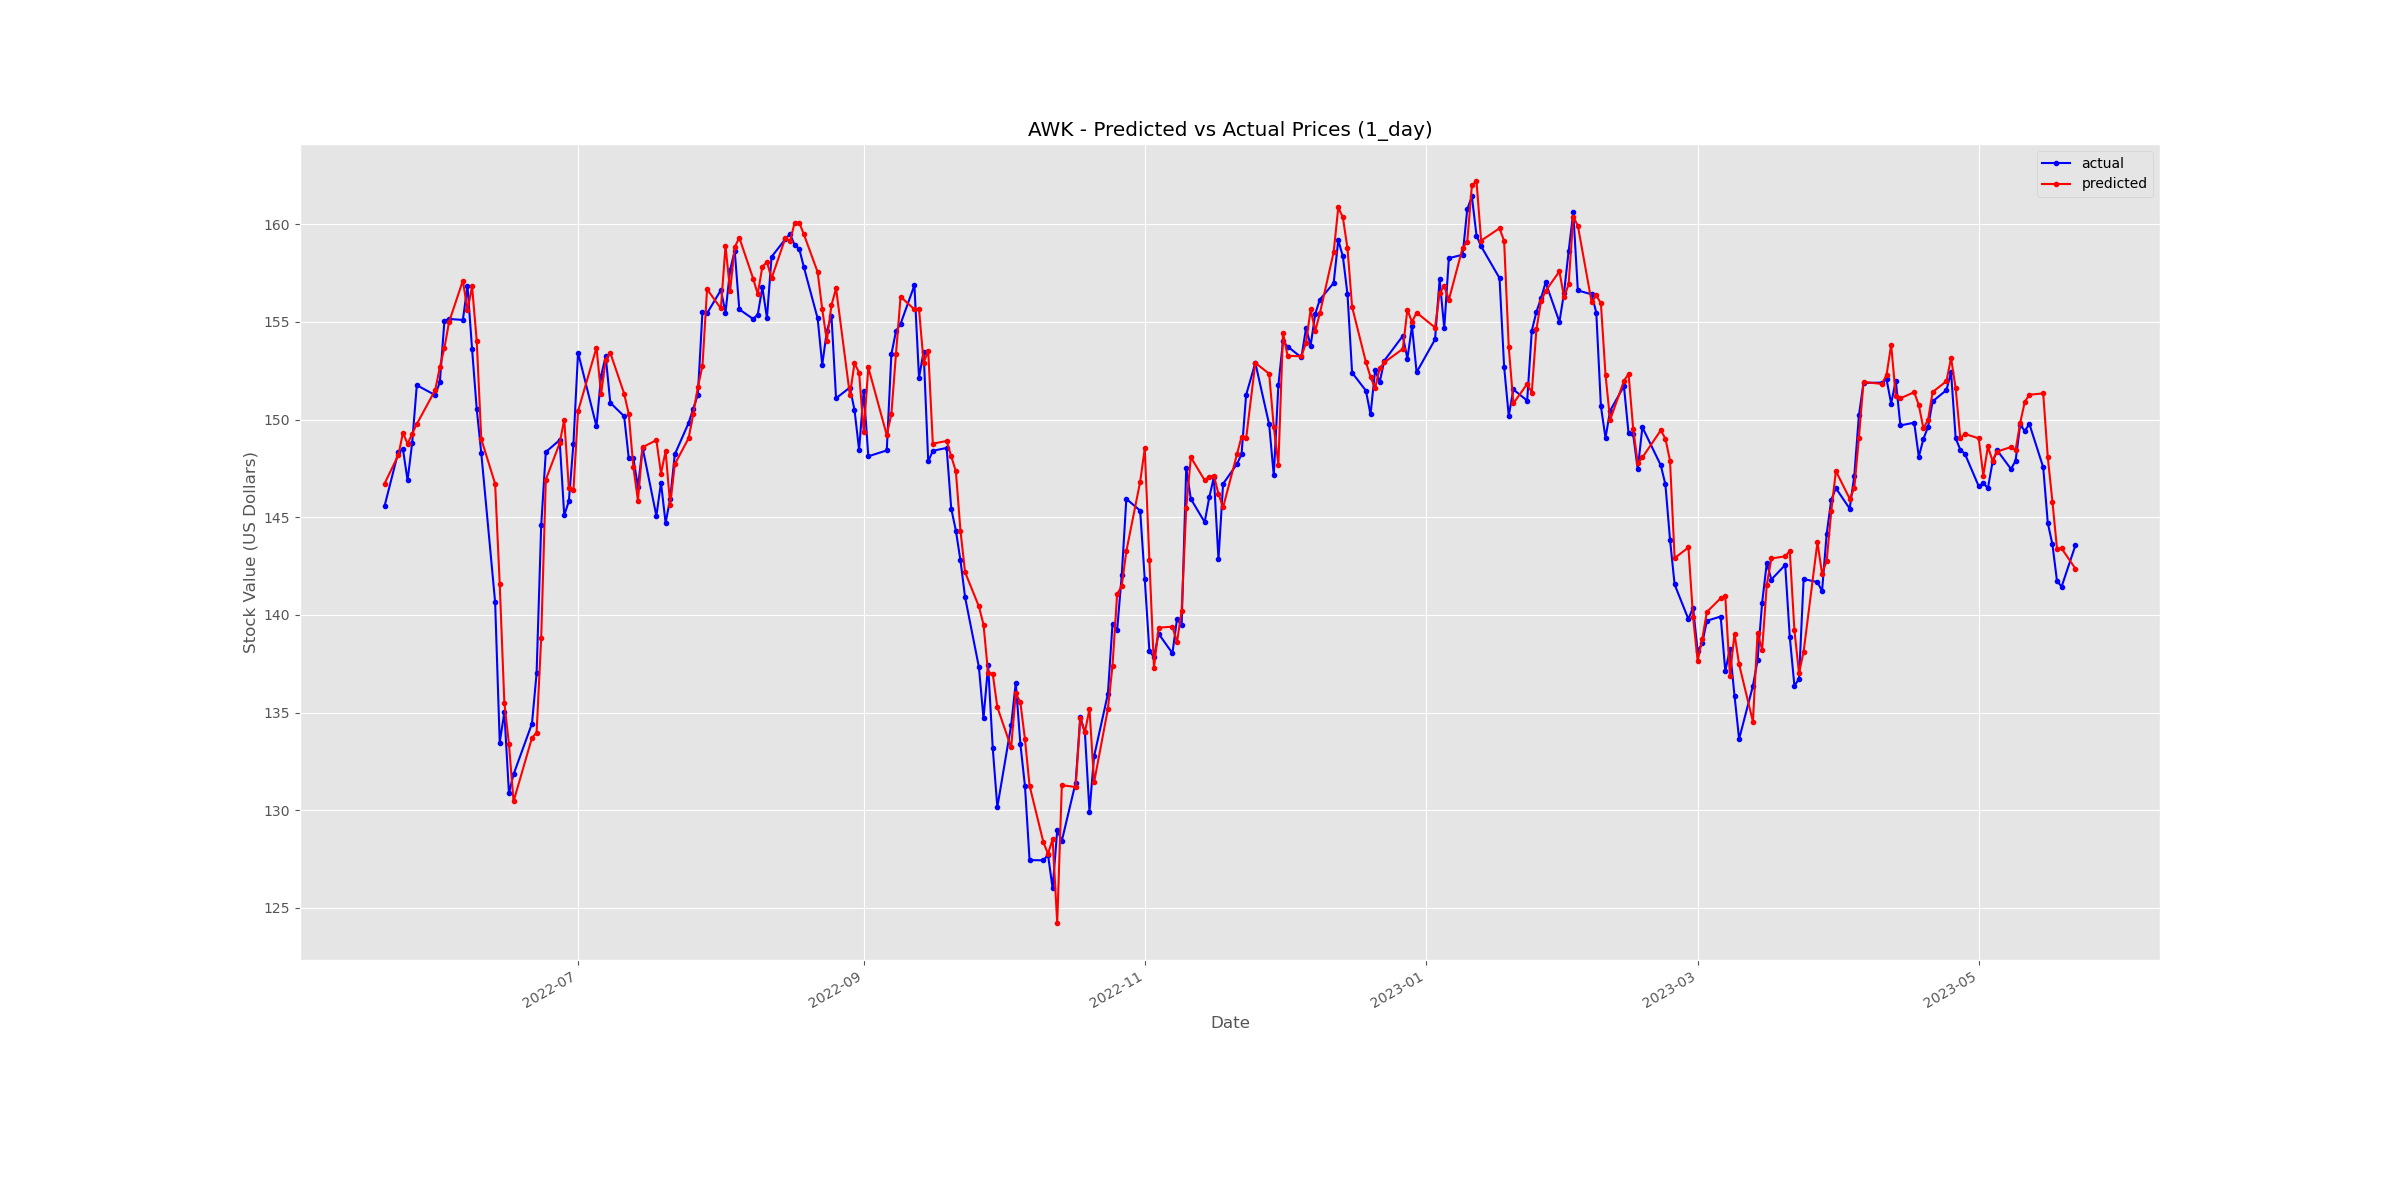 AWK - Predicted vs Actual Prices (1_day)
actual
predicted
160
155
150
145
140
135
130
125
Stock Value (US Dollars)
2022-07
2022-09
2022-11
2023-01
2023-03
2023-05
Date